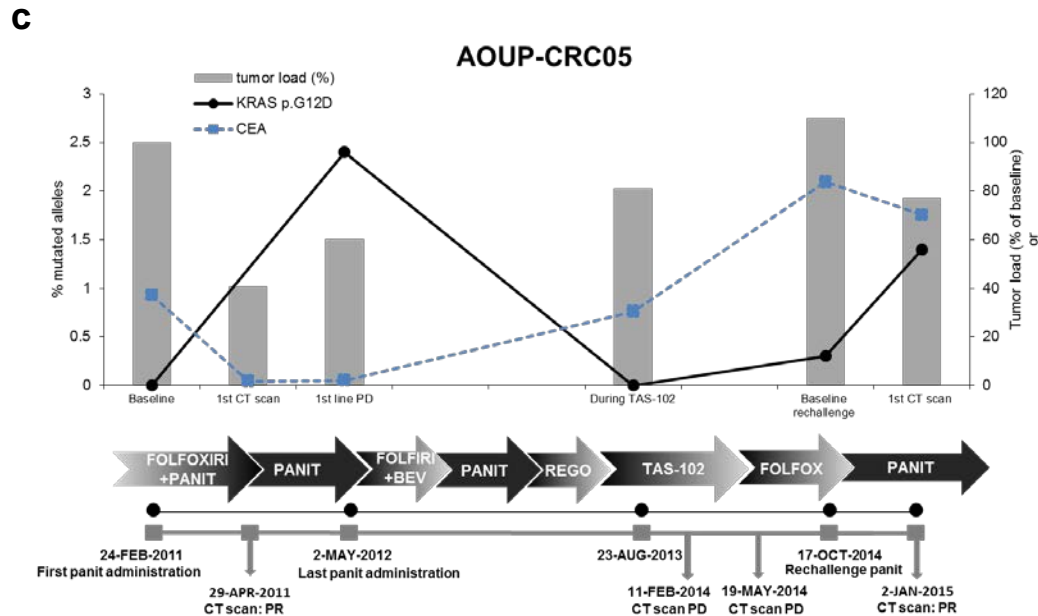 c
AOUP-CRC05
tumor load (%)
KRAS p.G12D
CEA
% mutated alleles
3
2.5
2
1.5
1
0.5
0
120
100
80
60
40
20
0
Tumor load (% of baseline)
or
Baseline
1st CT scan
1st line PD
During TAS-102
Baseline
rechallenge
1st CT scan
FOLFOXIRI
+PANIT
PANIT
FOLFIRI
+BEV
PANIT
REGO
TAS-102
FOLFOX
PANIT
24-FEB-2011
First panit administration
29-APR-2011
CT scan: PR
2-MAY-2012
Last panit administration
23-AUG-2013
11-FEB-2014
CT scan PD
19-MAY-2014
CT scan PD
17-OCT-2014
Rechallenge panit
2-JAN-2015
CT scan: PR